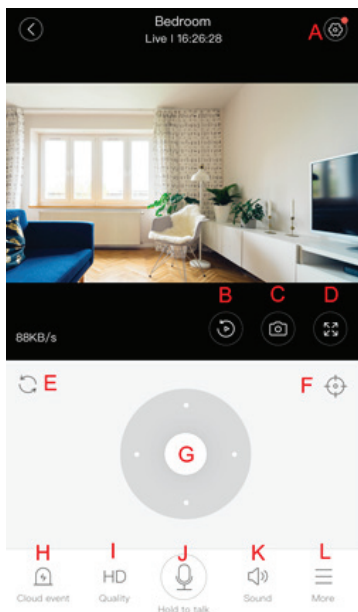 Bedroom
Live | 16:26:28
A
B
C
D
88KB/s
E
F
G
H
I
J
K
L
HD
Cloud event
Quality
Hold to talk
Sound
More